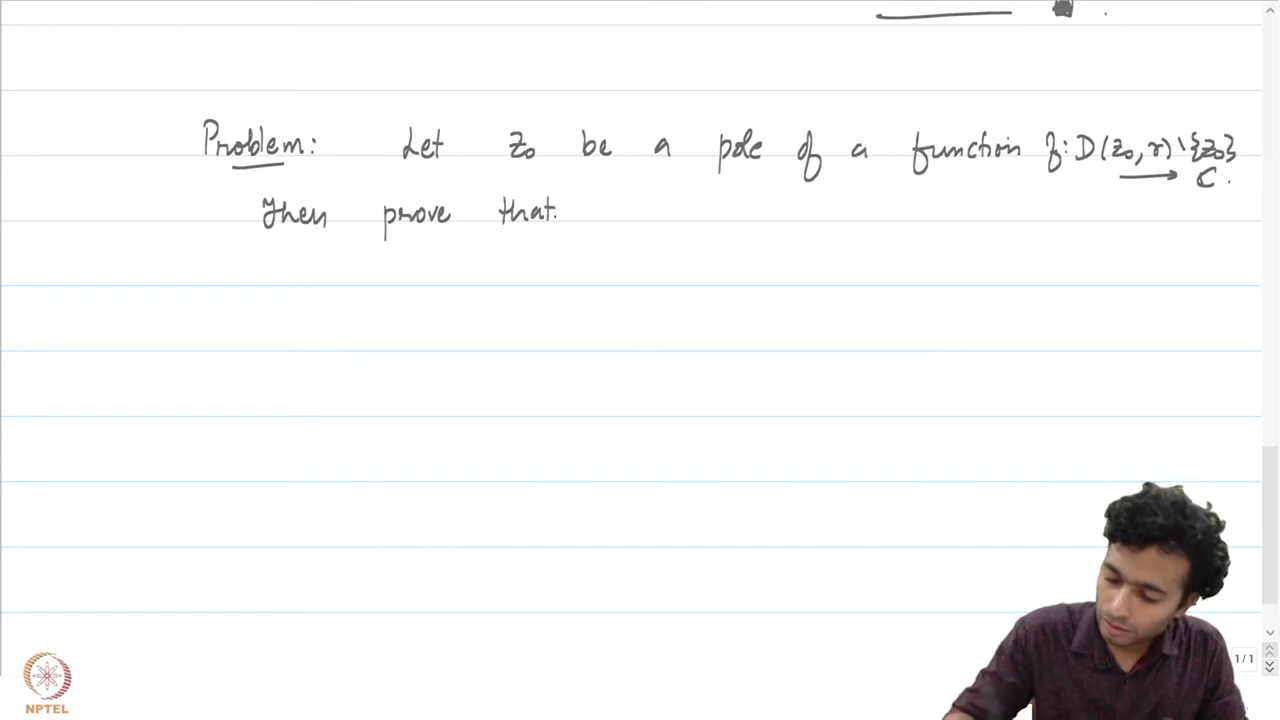 Problem: Let z₀ be a pole of a function f: D(z₀, r) \ {z₀}
⟶ ℂ.
Then prove that.
1/1
NPTEL